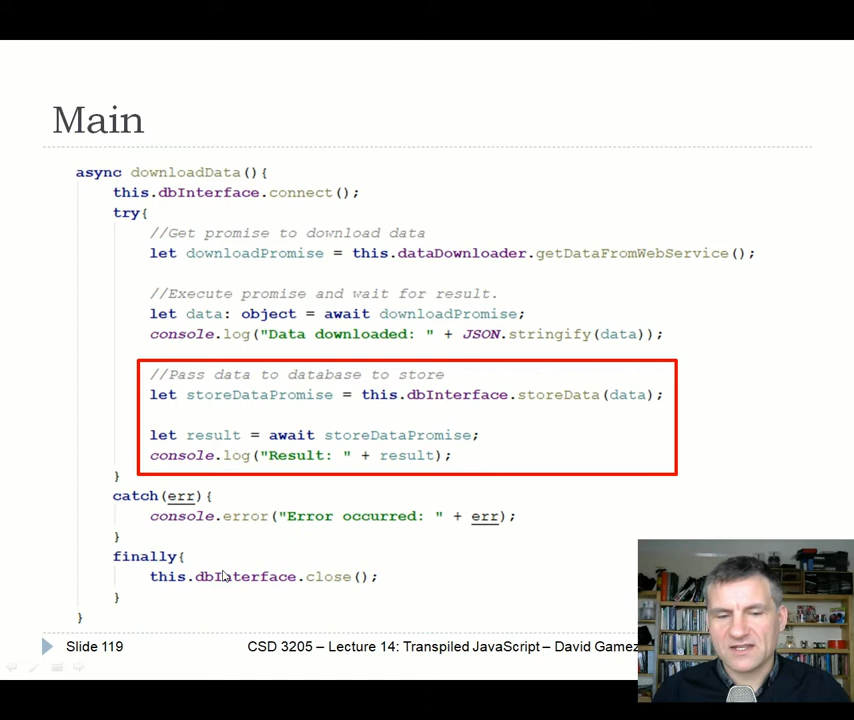 Main
async downloadData(){
this.dbInterface.connect();
try{
//Get promise to download data
let downloadPromise = this.dataDownloader.getDataFromWebService();
//Execute promise and wait for result.
let data: object = await downloadPromise;
console.log("Data downloaded: " + JSON.stringify(data));
//Pass data to database to store
let storeDataPromise = this.dbInterface.storeData(data);
let result = await storeDataPromise;
console.log("Result: " + result);
}
catch(err){
console.error("Error occurred: " + err);
}
finally{
this.dbInterface.close();
}
}
Slide 119
CSD 3205 – Lecture 14: Transpiled JavaScript – David Gamez